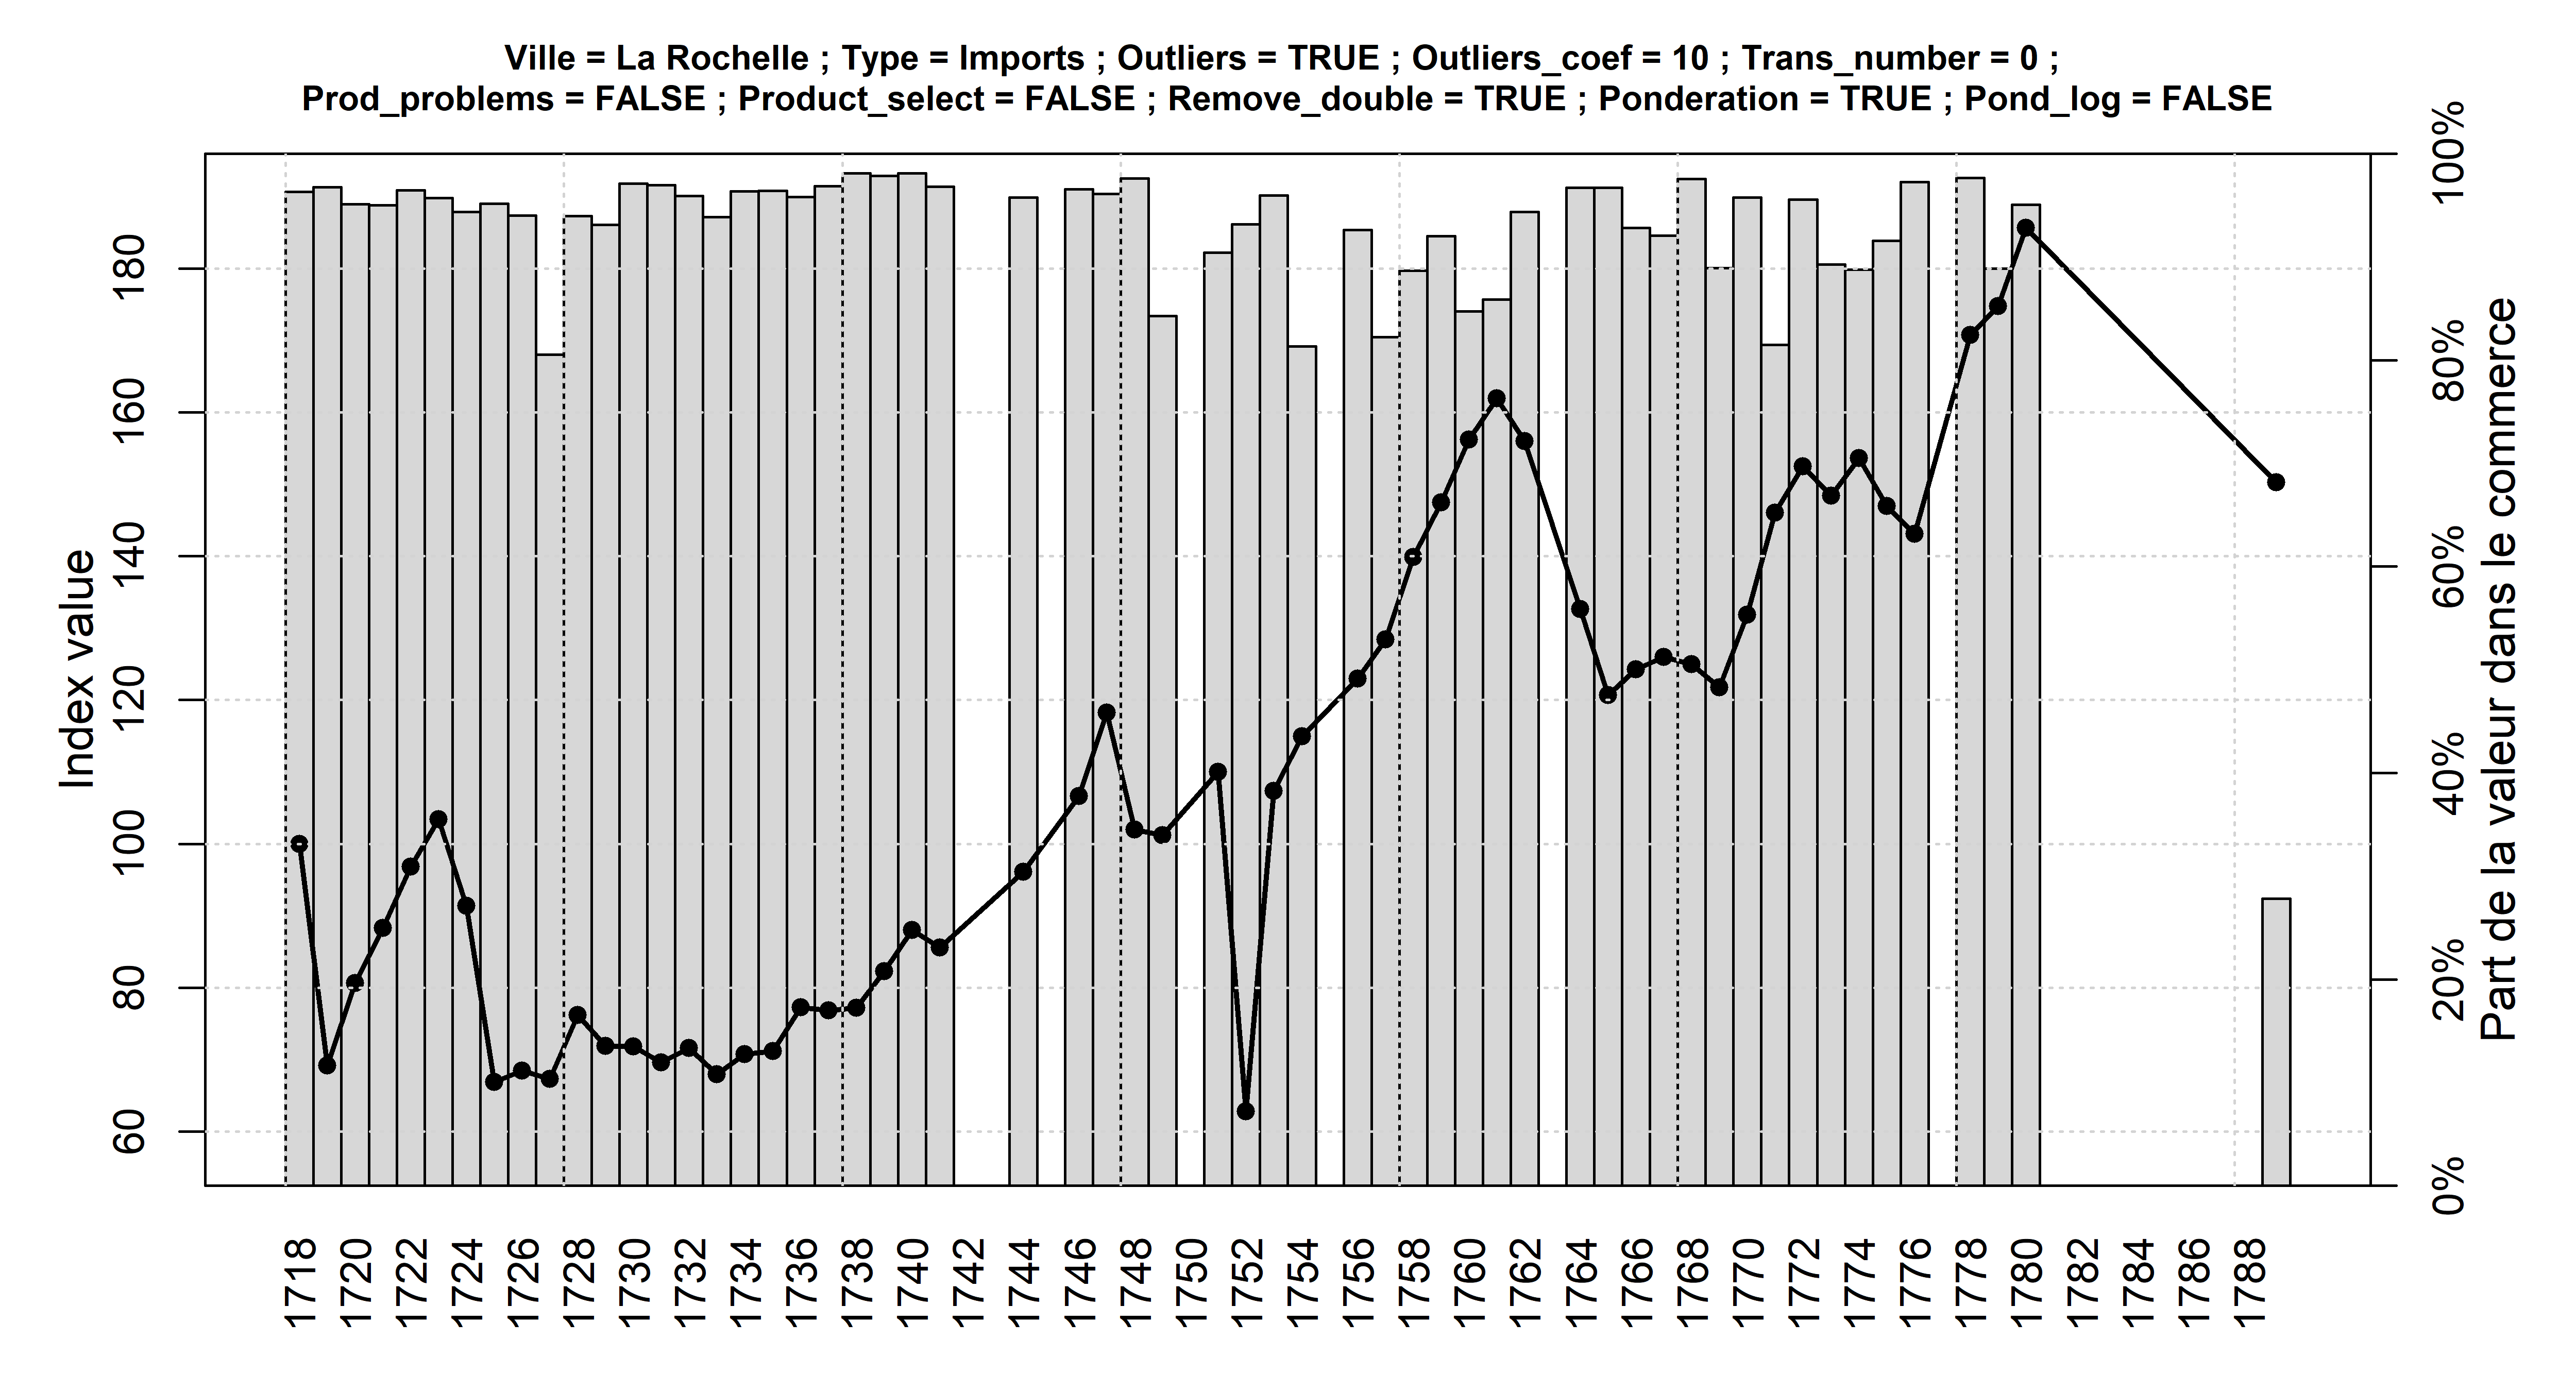 Ville = La Rochelle ; Type = Imports ; Outliers = TRUE ; Outliers_coef = 10 ; Trans_number = 0 ;
Prod_problems = FALSE ; Product_select = FALSE ; Remove_double = TRUE ; Ponderation = TRUE ; Pond_log = FALSE
Index value
180
160
140
120
100
80
60
100%
80%
60%
40%
20%
0%
Part de la valeur dans le commerce
1718 1720 1722 1724 1726 1728 1730 1732 1734 1736 1738 1740 1742 1744 1746 1748 1750 1752 1754 1756 1758 1760 1762 1764 1766 1768 1770 1772 1774 1776 1778 1780 1782 1784 1786 1788